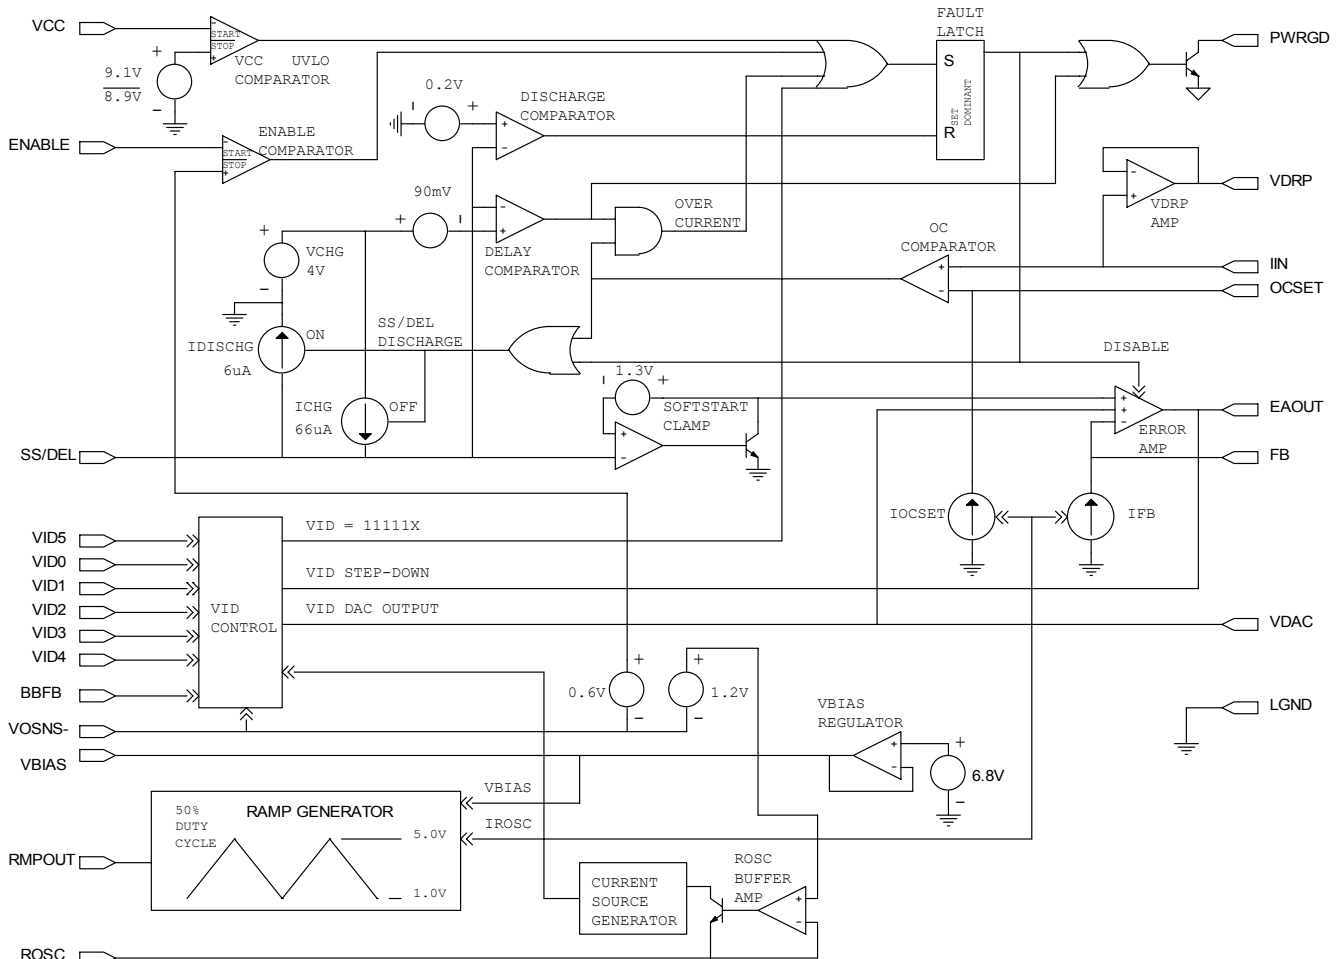 VCC
START
STOP
+
9.1V
8.9V
VCC UVLO
COMPARATOR
FAULT
LATCH
PWRGD
S
SET
DOMINANT
R
0.2V
DISCHARGE
COMPARATOR
ENABLE
START
STOP
ENABLE
COMPARATOR
90mV
DELAY
COMPARATOR
OVER
CURRENT
VDRP
VDRP
AMP
OC
COMPARATOR
IIN
OCSET
VCHG
4V
IDISCHG
6uA
ON
SS/DEL
DISCHARGE
ICHG
66uA
OFF
1.3V
SOFTSTART
CLAMP
DISABLE
EAOUT
ERROR
AMP
SS/DEL
FB
IOCSET
IFB
VID5
VID0
VID1
VID2
VID3
VID4
BBFB
VOSNS-
VBIAS
VID
CONTROL
VID = 11111X
VID STEP-DOWN
VID DAC OUTPUT
VDAC
0.6V
1.2V
VBIAS
REGULATOR
6.8V
LGND
VBIAS
IROSC
50%
DUTY
CYCLE
RAMP GENERATOR
5.0V
1.0V
RMPOUT
CURRENT
SOURCE
GENERATOR
ROSC
BUFFER
AMP
ROSC